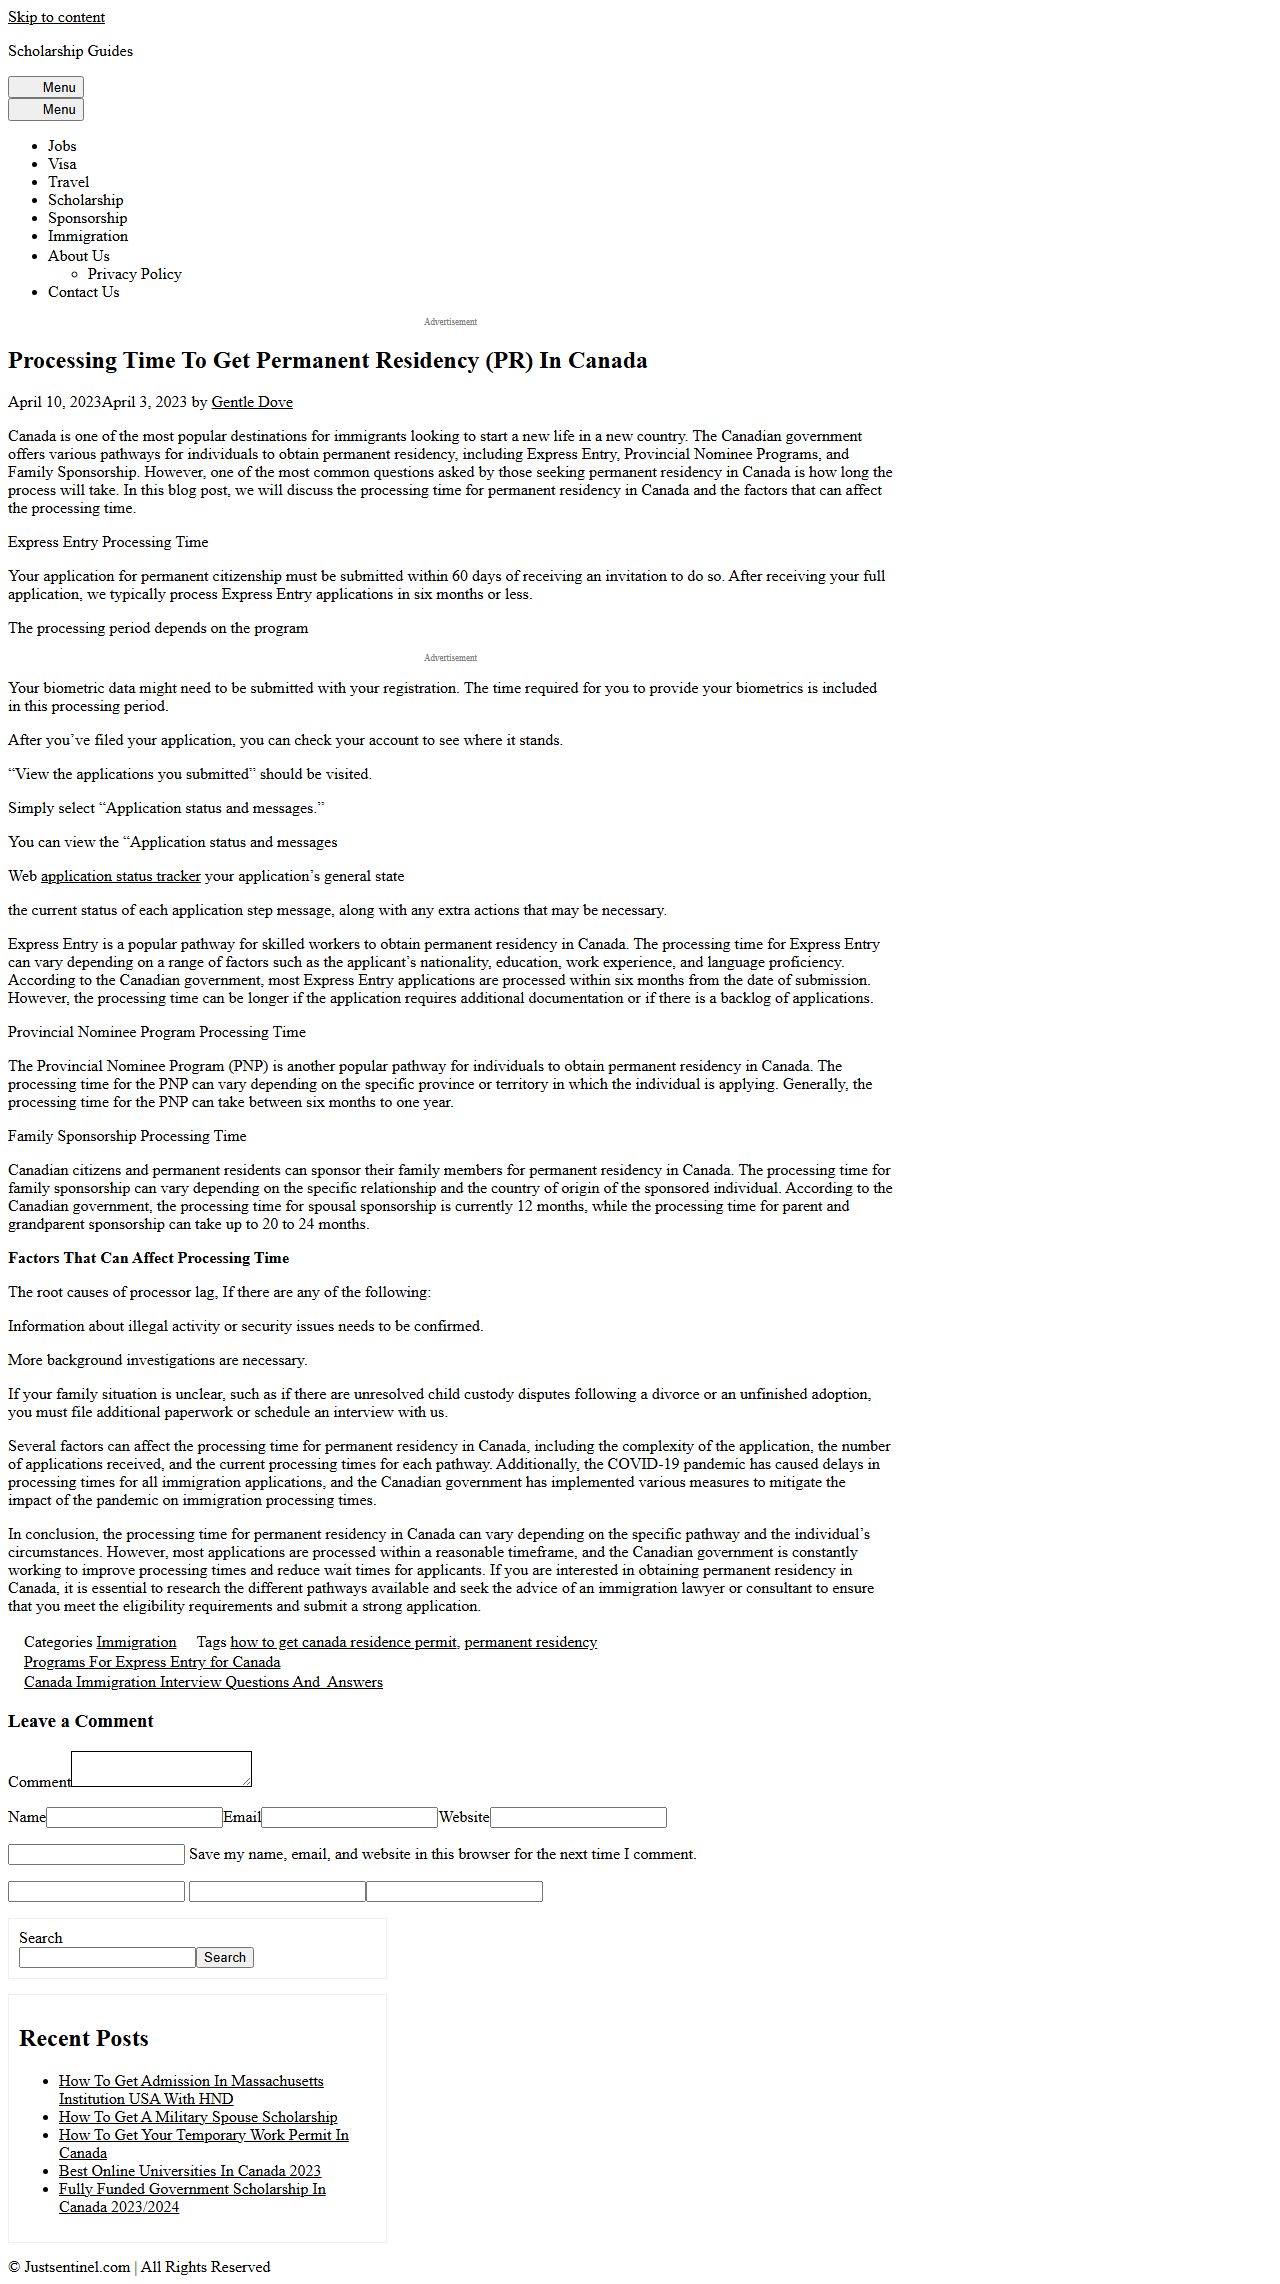 Skip to content
Scholarship Guides
Menu
Menu
Jobs
Visa
Travel
Scholarship
Sponsorship
Immigration
About Us
Privacy Policy
Contact Us
Advertisement
Processing Time To Get Permanent Residency (PR) In Canada
April 10, 2023April 3, 2023 by Gentle Dove
Canada is one of the most popular destinations for immigrants looking to start a new life in a new country. The Canadian government
offers various pathways for individuals to obtain permanent residency, including Express Entry, Provincial Nominee Programs, and
Family Sponsorship. However, one of the most common questions asked by those seeking permanent residency in Canada is how long the
process will take. In this blog post, we will discuss the processing time for permanent residency in Canada and the factors that can affect
the processing time.
Express Entry Processing Time
Your application for permanent citizenship must be submitted within 60 days of receiving an invitation to do so. After receiving your full
application, we typically process Express Entry applications in six months or less.
The processing period depends on the program
Advertisement
Your biometric data might need to be submitted with your registration. The time required for you to provide your biometrics is included
in this processing period.
After you’ve filed your application, you can check your account to see where it stands.
“View the applications you submitted” should be visited.
Simply select “Application status and messages.”
You can view the “Application status and messages
Web application status tracker your application’s general state
the current status of each application step message, along with any extra actions that may be necessary.
Express Entry is a popular pathway for skilled workers to obtain permanent residency in Canada. The processing time for Express Entry
can vary depending on a range of factors such as the applicant’s nationality, education, work experience, and language proficiency.
According to the Canadian government, most Express Entry applications are processed within six months from the date of submission.
However, the processing time can be longer if the application requires additional documentation or if there is a backlog of applications.
Provincial Nominee Program Processing Time
The Provincial Nominee Program (PNP) is another popular pathway for individuals to obtain permanent residency in Canada. The
processing time for the PNP can vary depending on the specific province or territory in which the individual is applying. Generally, the
processing time for the PNP can take between six months to one year.
Family Sponsorship Processing Time
Canadian citizens and permanent residents can sponsor their family members for permanent residency in Canada. The processing time for
family sponsorship can vary depending on the specific relationship and the country of origin of the sponsored individual. According to the
Canadian government, the processing time for spousal sponsorship is currently 12 months, while the processing time for parent and
grandparent sponsorship can take up to 20 to 24 months.
Factors That Can Affect Processing Time
The root causes of processor lag, If there are any of the following:
Information about illegal activity or security issues needs to be confirmed.
More background investigations are necessary.
If your family situation is unclear, such as if there are unresolved child custody disputes following a divorce or an unfinished adoption,
you must file additional paperwork or schedule an interview with us.
Several factors can affect the processing time for permanent residency in Canada, including the complexity of the application, the number
of applications received, and the current processing times for each pathway. Additionally, the COVID-19 pandemic has caused delays in
processing times for all immigration applications, and the Canadian government has implemented various measures to mitigate the
impact of the pandemic on immigration processing times.
In conclusion, the processing time for permanent residency in Canada can vary depending on the specific pathway and the individual’s
circumstances. However, most applications are processed within a reasonable timeframe, and the Canadian government is constantly
working to improve processing times and reduce wait times for applicants. If you are interested in obtaining permanent residency in
Canada, it is essential to research the different pathways available and seek the advice of an immigration lawyer or consultant to ensure
that you meet the eligibility requirements and submit a strong application.
Categories Immigration Tags how to get canada residence permit, permanent residency
Programs For Express Entry for Canada
Canada Immigration Interview Questions And Answers
Leave a Comment
Comment
Name Email Website
Save my name, email, and website in this browser for the next time I comment.
Search
Search
Recent Posts
How To Get Admission In Massachusetts
Institution USA With HND
How To Get A Military Spouse Scholarship
How To Get Your Temporary Work Permit In
Canada
Best Online Universities In Canada 2023
Fully Funded Government Scholarship In
Canada 2023/2024
© Justsentinel.com | All Rights Reserved